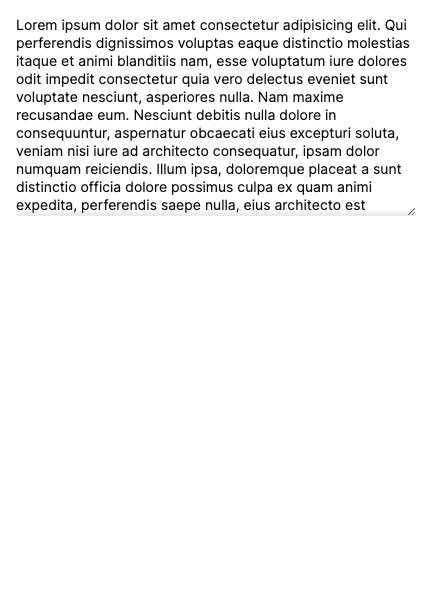 Lorem ipsum dolor sit amet consectetur adipisicing elit. Qui
perferendis dignissimos voluptas eaque distinctio molestias
itaque et animi blanditiis nam, esse voluptatum iure dolores
odit impedit consectetur quia vero delectus eveniet sunt
voluptate nesciunt, asperiores nulla. Nam maxime
recusandae eum. Nesciunt debitis nulla dolore in
consequuntur, aspernatur obcaecati eius excepturi soluta,
veniam nisi iure ad architecto consequatur, ipsam dolor
numquam reiciendis. Illum ipsa, doloremque placeat a sunt
distinctio officia dolore possimus culpa ex quam animi
expedita, perferendis saepe nulla, eius architecto est